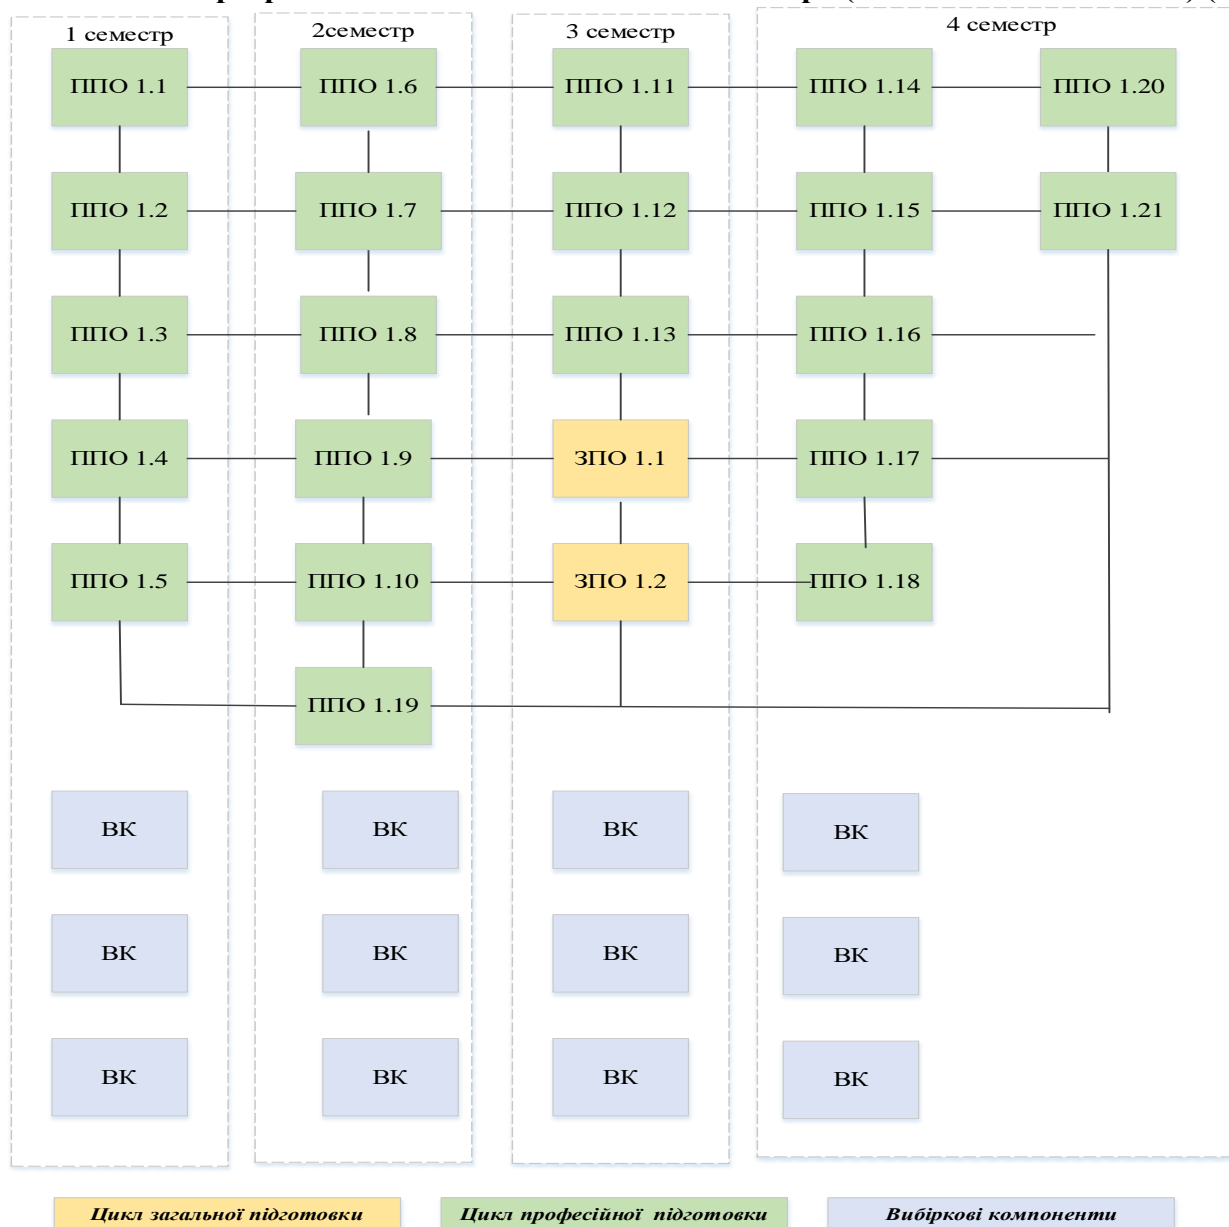 1 семестр
2семестр
3 семестр
4 семестр
ППО 1.1
ППО 1.6
ППО 1.11
ППО 1.14
ППО 1.20
ППО 1.2
ППО 1.7
ППО 1.12
ППО 1.15
ППО 1.21
ППО 1.3
ППО 1.8
ППО 1.13
ППО 1.16
ППО 1.4
ППО 1.9
ЗПО 1.1
ППО 1.17
ППО 1.5
ППО 1.10
ЗПО 1.2
ППО 1.18
ППО 1.19
ВК
ВК
ВК
ВК
ВК
ВК
ВК
ВК
ВК
ВК
ВК
ВК
Цикл загальної підготовки
Цикл професійної підготовки
Вибіркові компоненти